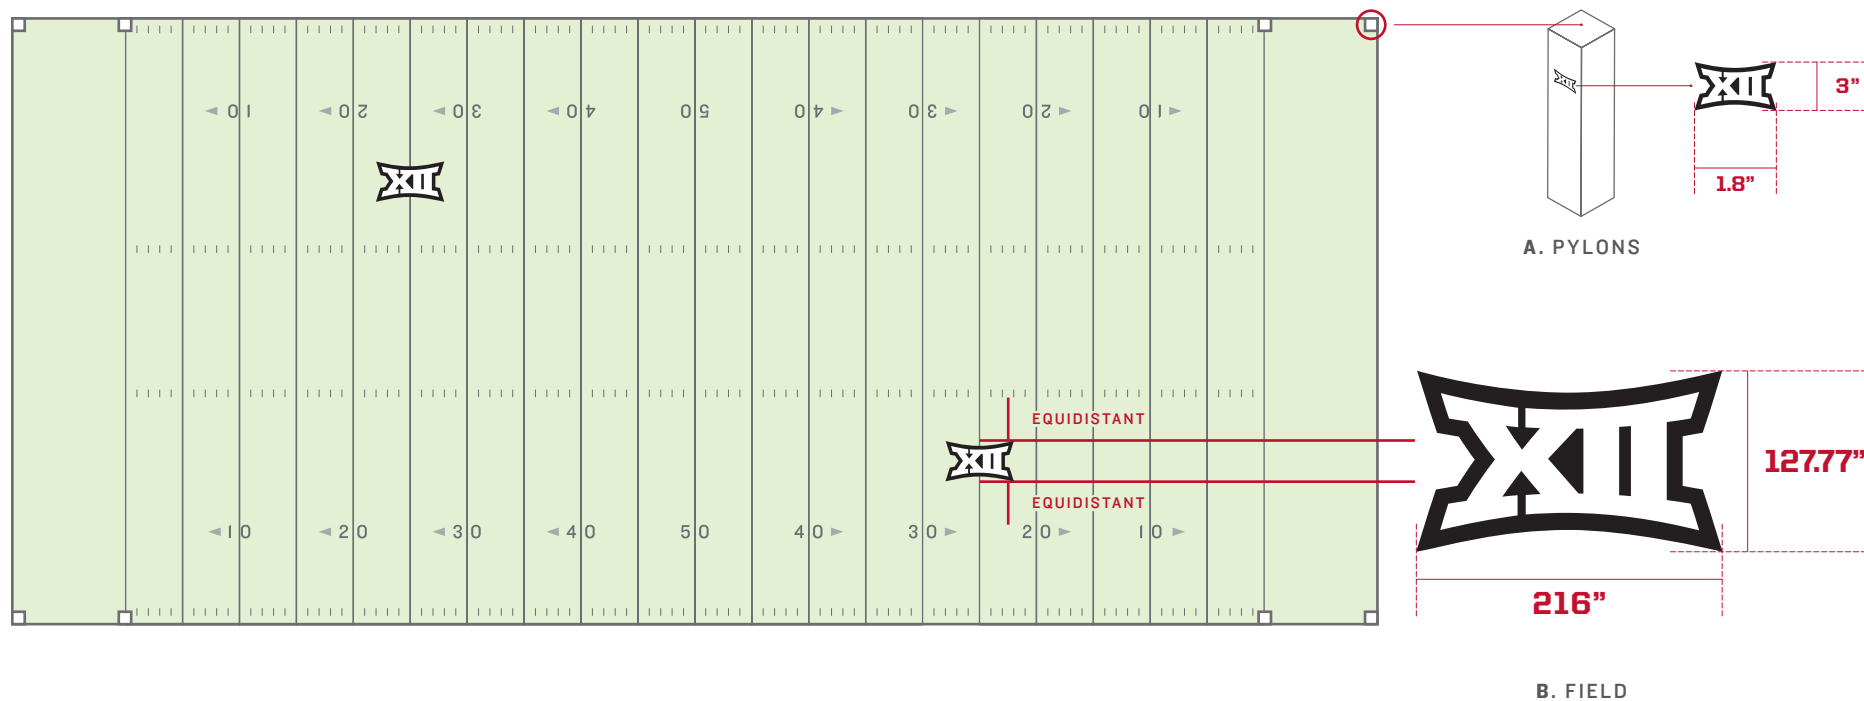 ◄ 10 ◄ 20 ◄ 30 ◄ 40 50 40 ► 30 ► 20 ► 10 ►
XII
3”
1.8”
A. PYLONS
XII
EQUIDISTANT
XII
EQUIDISTANT
◄ 10 ◄ 20 ◄ 30 ◄ 40 50 40 ► 30 ► 20 ► 10 ►
XII
127.77”
216”
B. FIELD